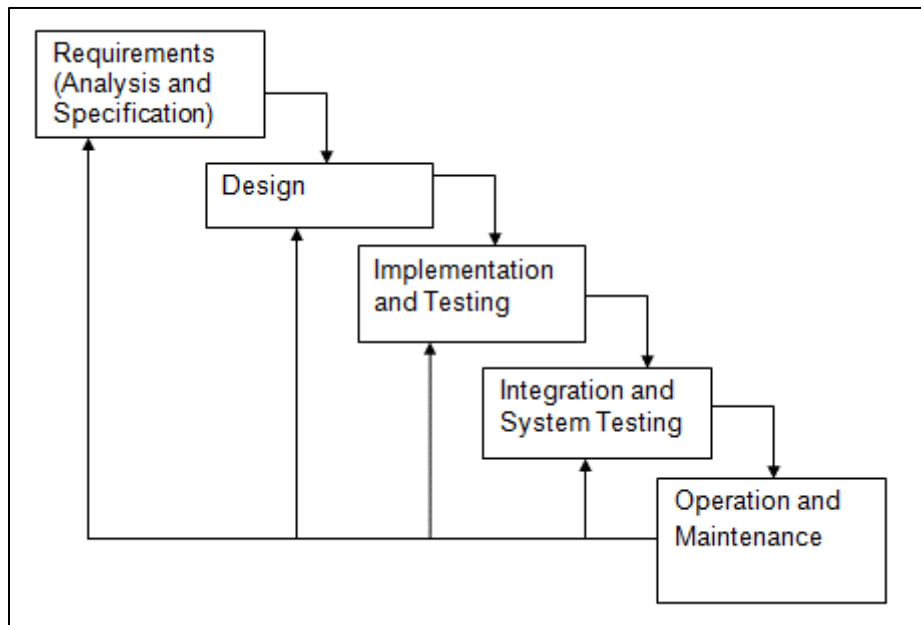 Requirements
(Analysis and
Specification)
Design
Implementation
and Testing
Integration and
System Testing
Operation and
Maintenance